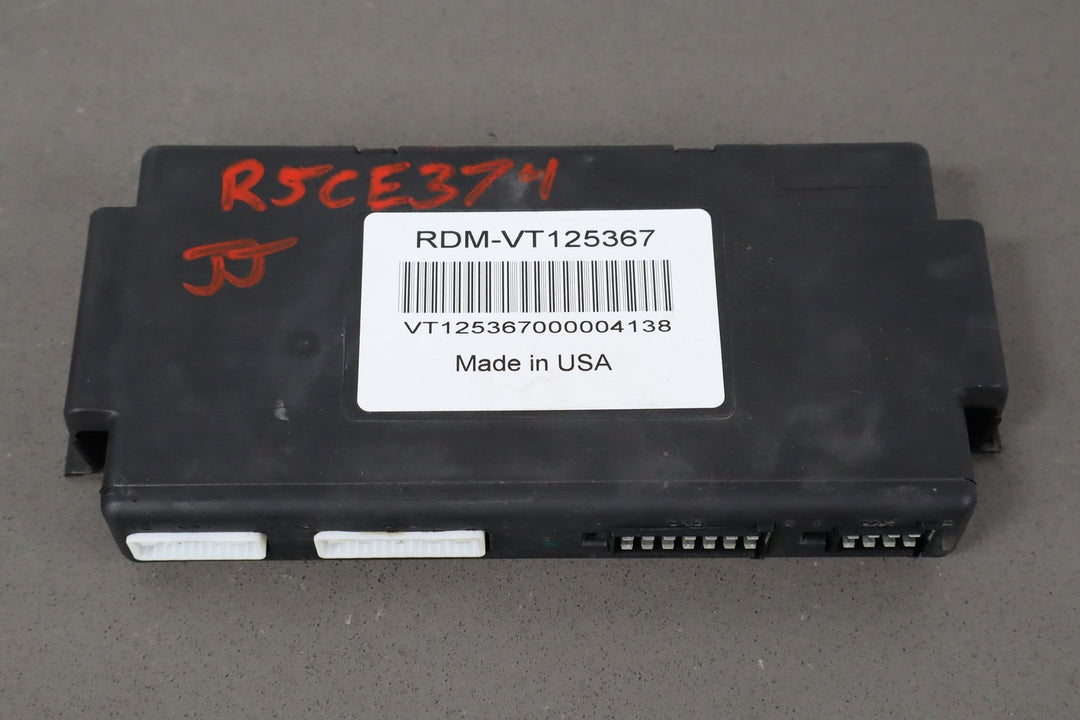 R5CE374
JJ
RDM-VT125367
VT125367000004138
Made in USA